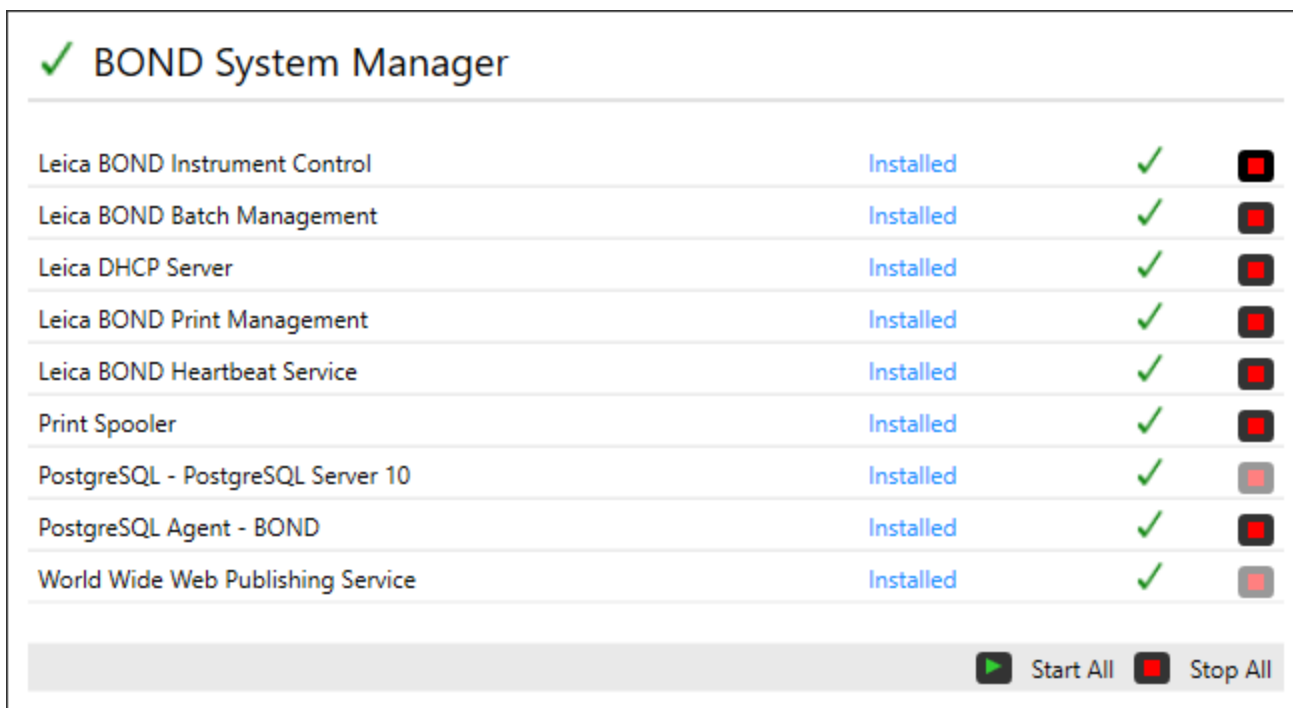 BOND System Manager
Leica BOND Instrument Control Installed
Leica BOND Batch Management Installed
Leica DHCP Server Installed
Leica BOND Print Management Installed
Leica BOND Heartbeat Service Installed
Print Spooler Installed
PostgreSQL - PostgreSQL Server 10 Installed
PostgreSQL Agent - BOND Installed
World Wide Web Publishing Service Installed
Start All Stop All